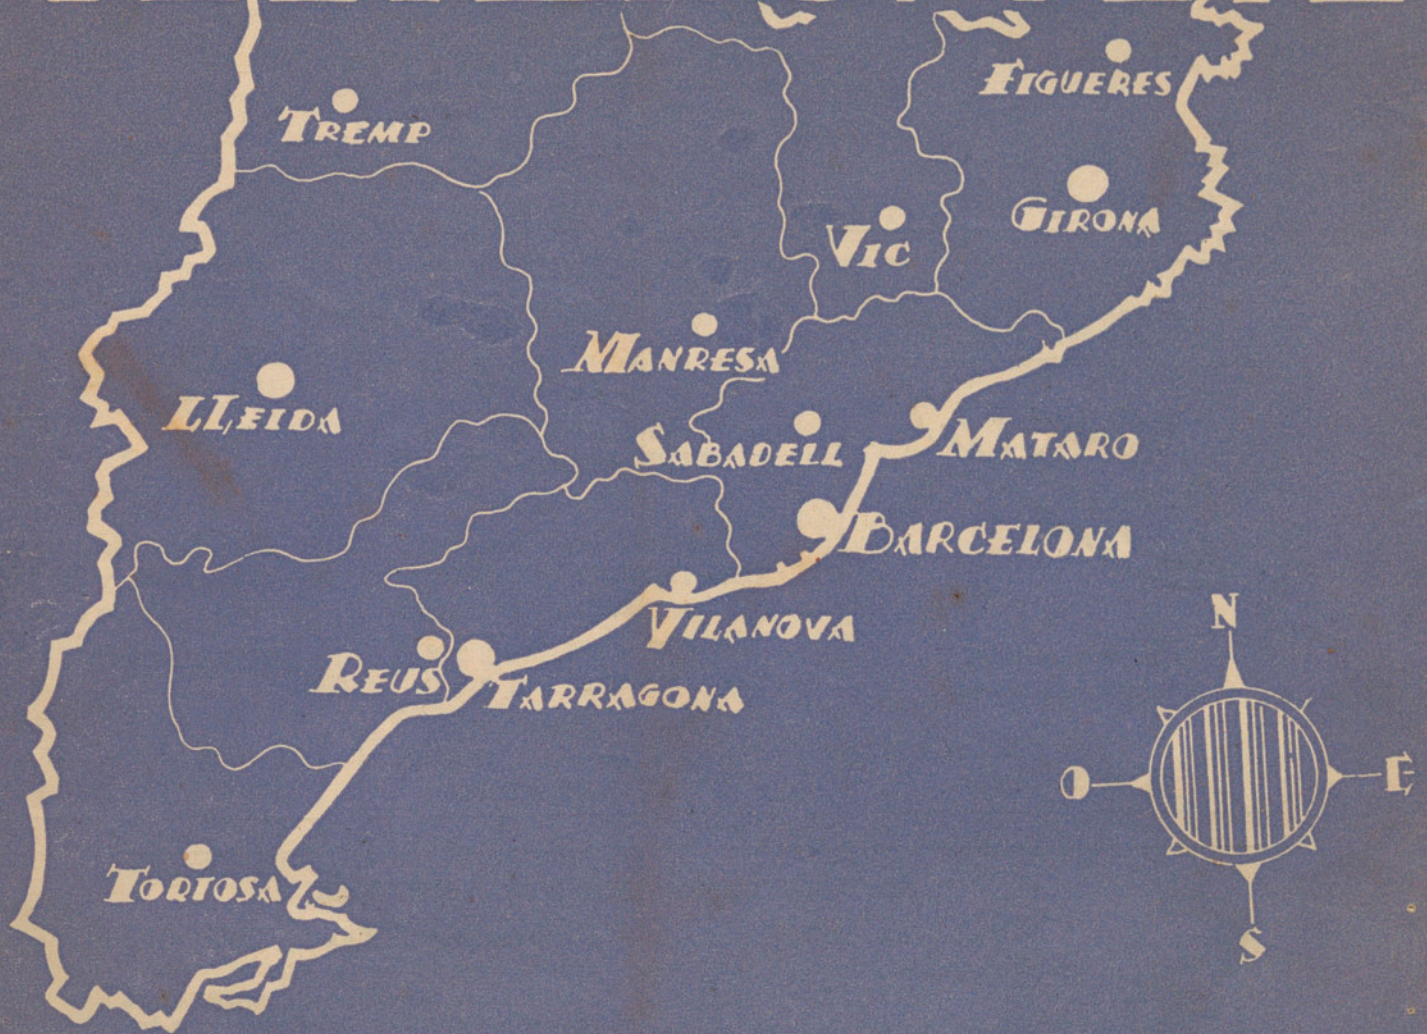 FIGUERES
TREMP
GIRONA
VIC
MANRESA
LLEIDA
SABADELL
MATARO
BARCELONA
VILANOVA
REUS
TARRAGONA
TORTOSA
N
O
E
S